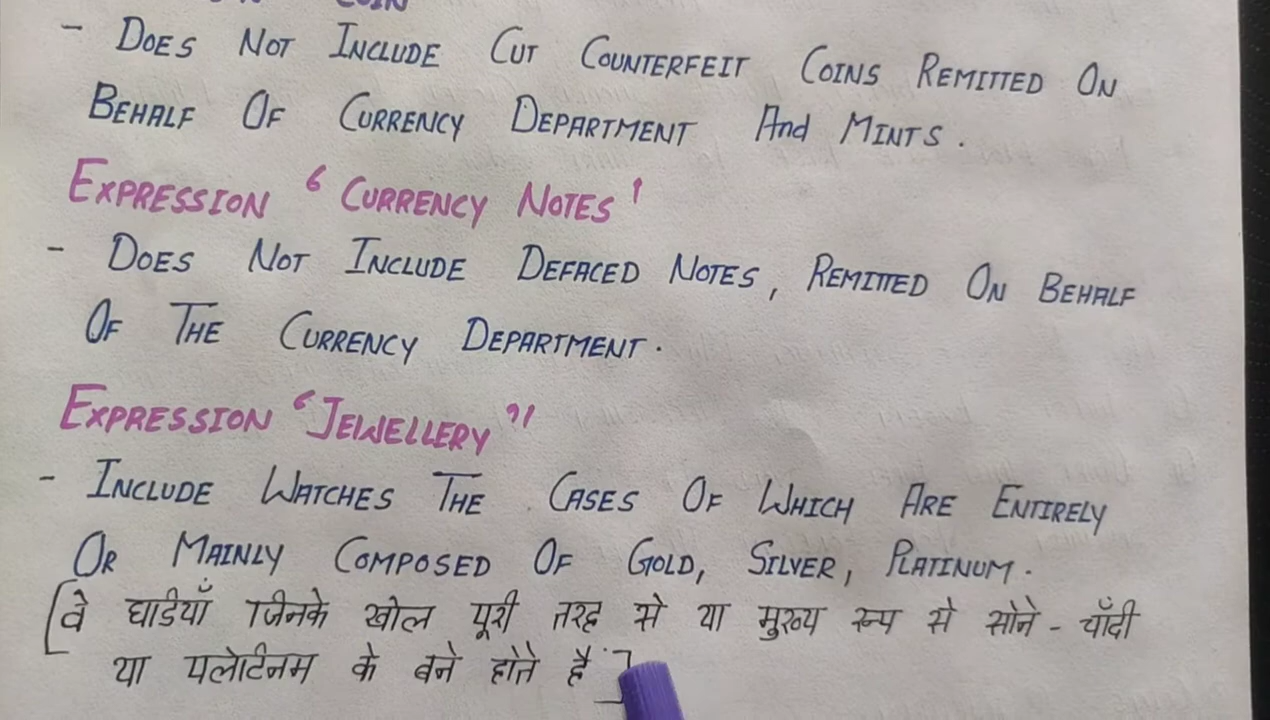 COIN
- DOES NOT INCLUDE CUT COUNTERFEIT COINS REMITTED ON
BEHALF OF CURRENCY DEPARTMENT And MINTS.
EXPRESSION "CURRENCY NOTES'
- DOES NOT INCLUDE DEFACED NOTES, REMITTED ON BEHALF
OF THE CURRENCY DEPARTMENT.
EXPRESSION "JEWELLERY"
- INCLUDE WATCHES THE CASES OF WHICH ARE ENTIRELY
OR MAINLY COMPOSED OF GOLD, SILVER, PLATINUM.
[वे घाडियाँ जिनके खोल पूरी तरह से या मुख्य रूप से सोने - चाँदी
या पलेटिनम के बने होते है]